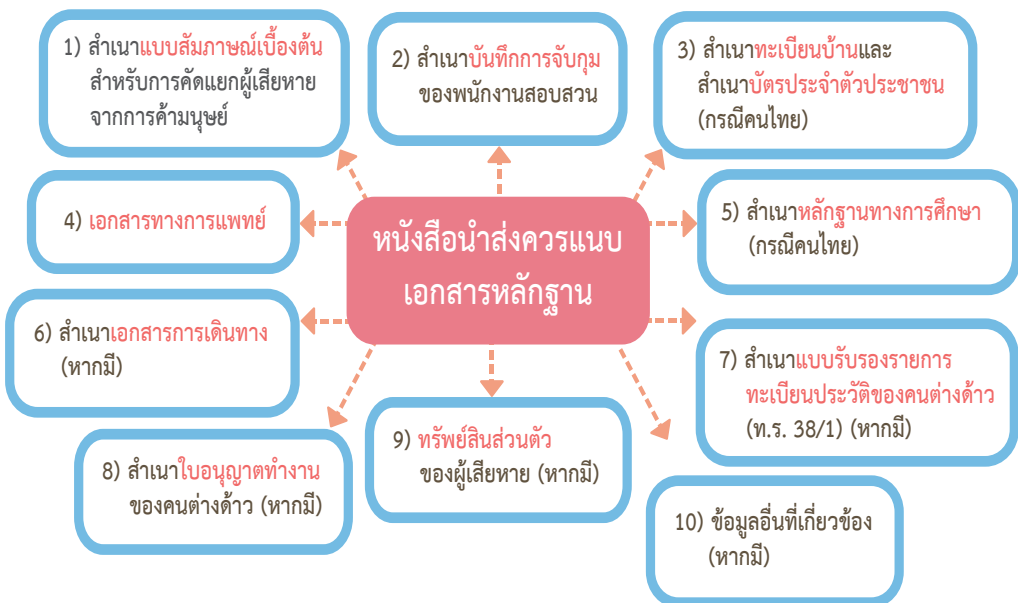 1) สำเนาแบบสัมภาษณ์เบื้องต้น
สำหรับการคัดแยกผู้เสียหาย
จากการค้ามนุษย์
2) สำเนาบันทึกการจับกุม
ของพนักงานสอบสวน
3) สำเนาทะเบียนบ้านและ
สำเนาบัตรประจำตัวประชาชน
(กรณีคนไทย)
หนังสือนำส่งควรแนบ
เอกสารหลักฐาน
4) เอกสารทางการแพทย์
5) สำเนาหลักฐานทางการศึกษา
(กรณีคนไทย)
6) สำเนาเอกสารการเดินทาง
(หากมี)
7) สำเนาแบบรับรองรายการ
ทะเบียนประวัติของคนต่างด้าว
(ท.ร. 38/1) (หากมี)
8) สำเนาใบอนุญาตทำงาน
ของคนต่างด้าว (หากมี)
9) ทรัพย์สินส่วนตัว
ของผู้เสียหาย (หากมี)
10) ข้อมูลอื่นที่เกี่ยวข้อง
(หากมี)